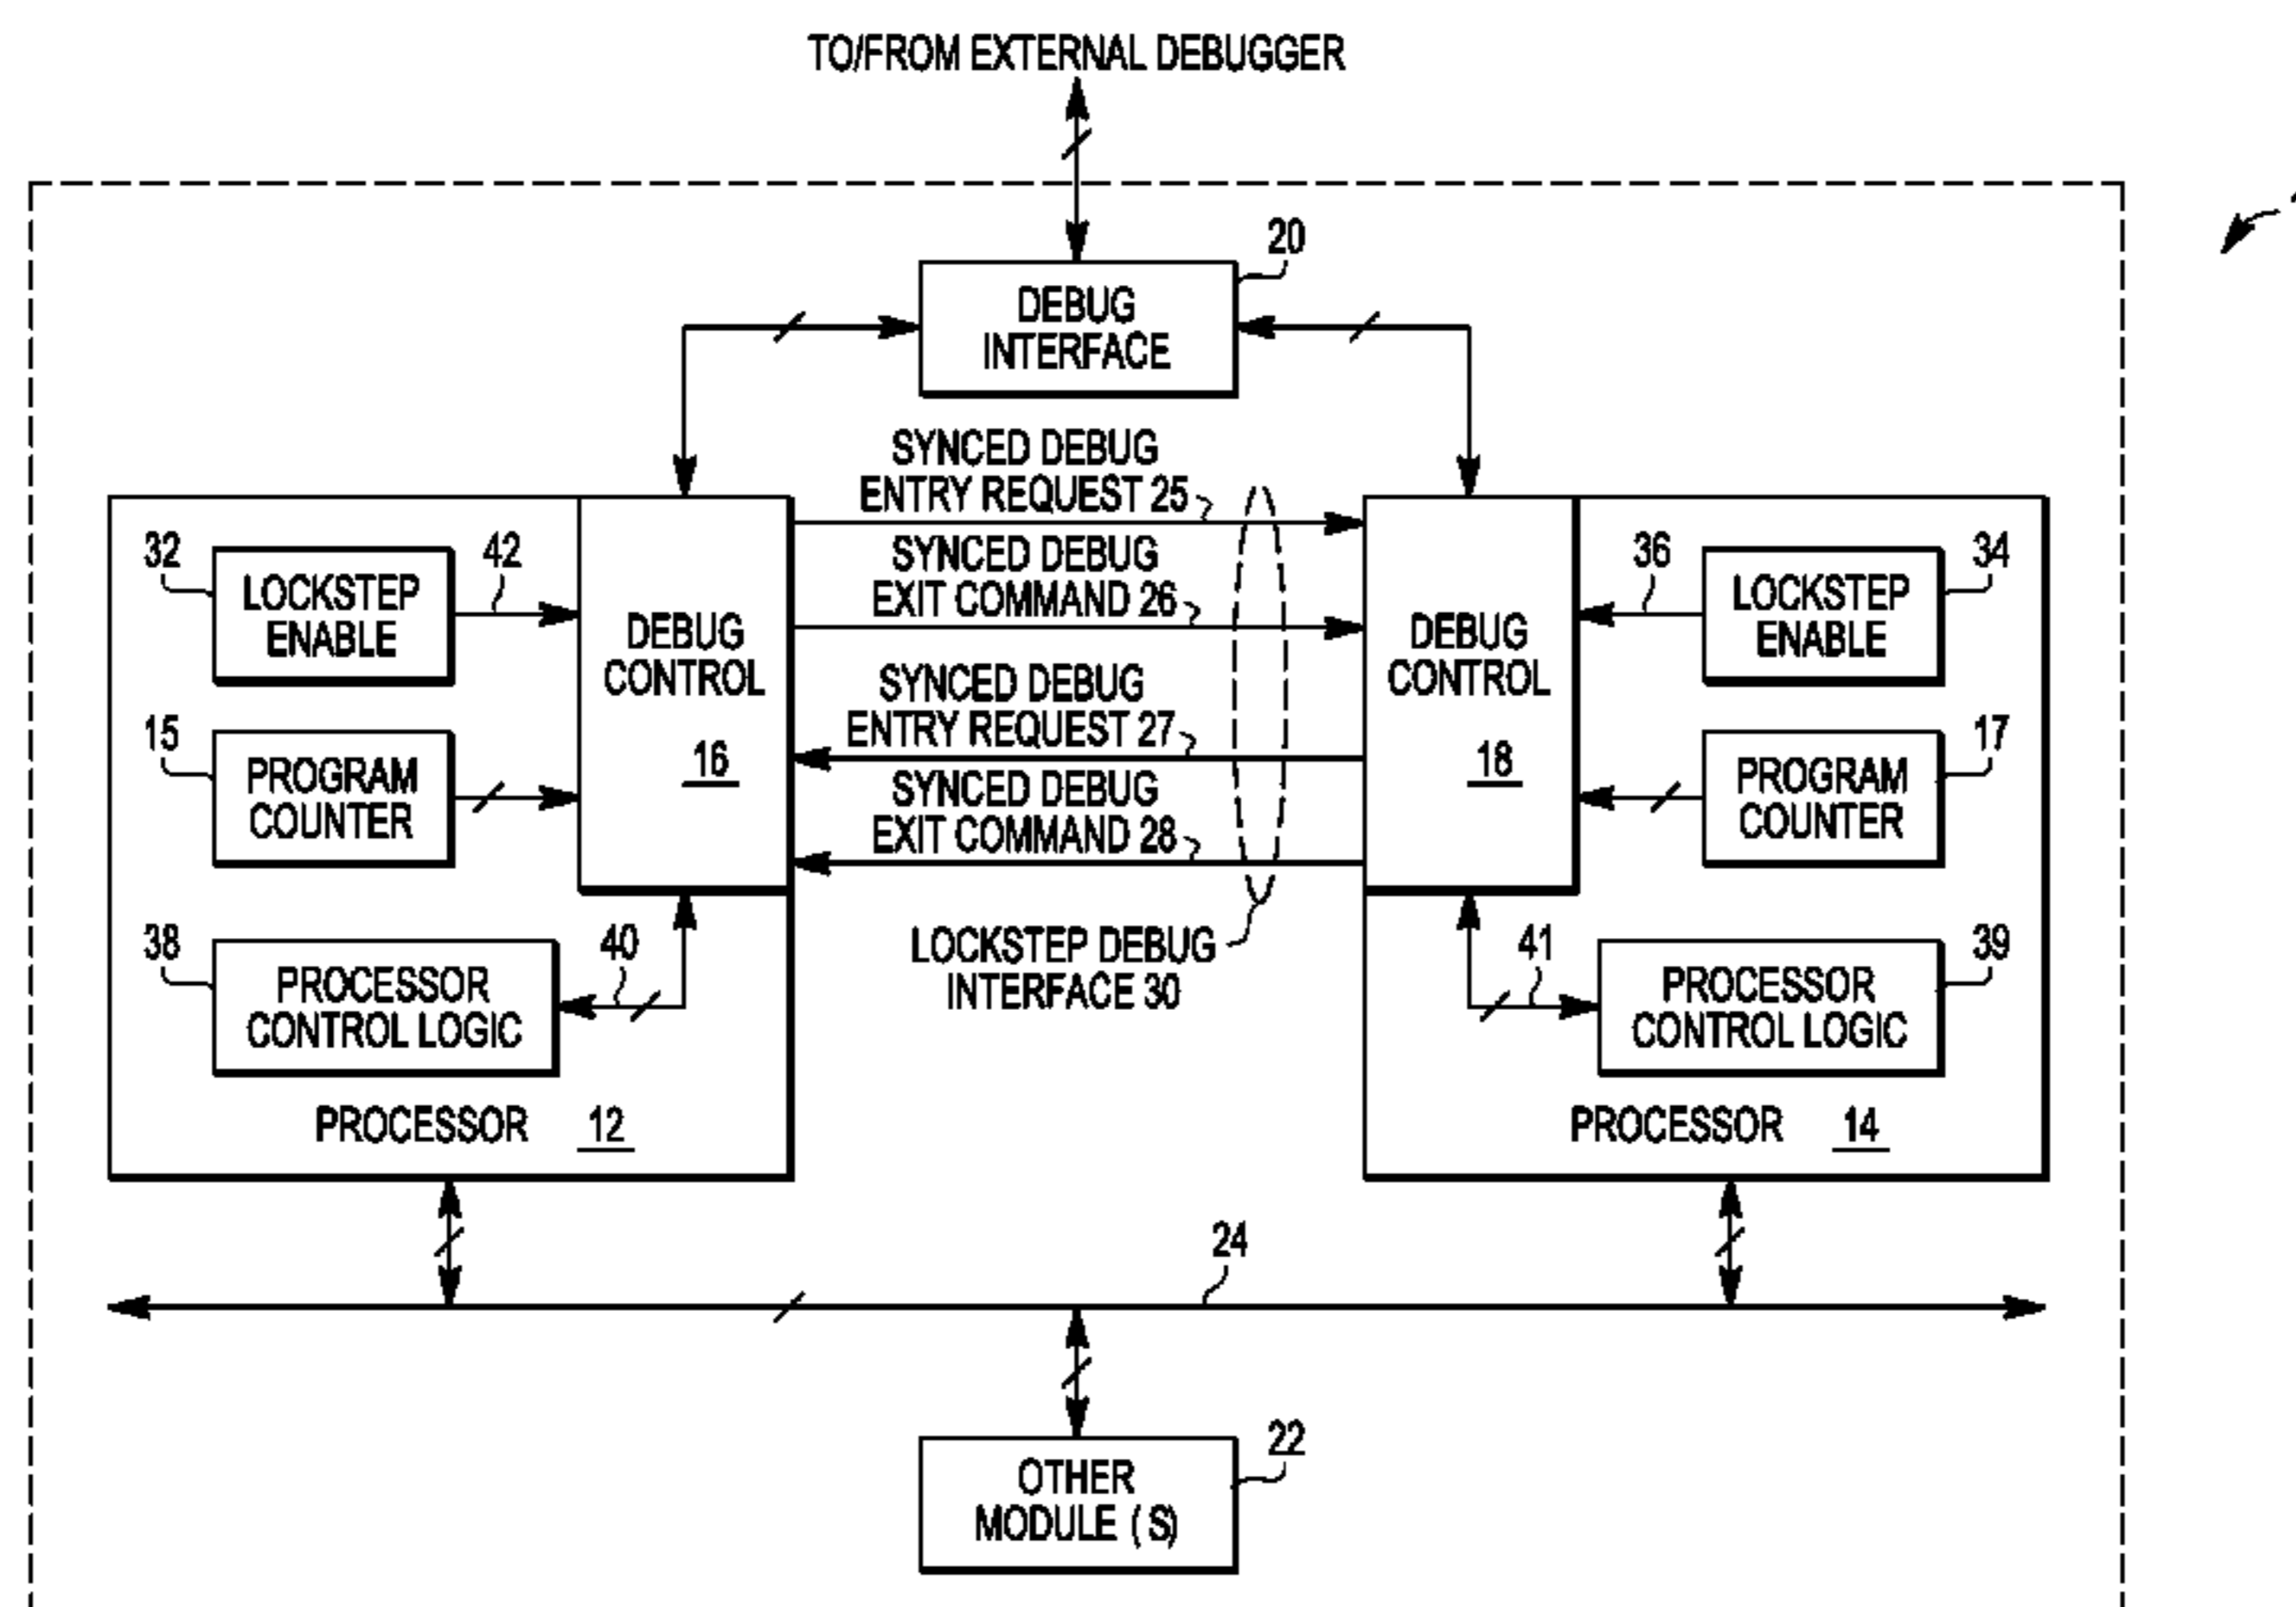 TO/FROM EXTERNAL DEBUGGER
20
DEBUG
INTERFACE
SYNCED DEBUG
ENTRY REQUEST 25
SYNCED DEBUG
EXIT COMMAND 26
SYNCED DEBUG
ENTRY REQUEST 27
SYNCED DEBUG
EXIT COMMAND 28
LOCKSTEP DEBUG
INTERFACE 30
32
LOCKSTEP
ENABLE
42
15
PROGRAM
COUNTER
DEBUG
CONTROL
16
38
PROCESSOR
CONTROL LOGIC
40
PROCESSOR 12
DEBUG
CONTROL
18
36
34
LOCKSTEP
ENABLE
17
PROGRAM
COUNTER
41
39
PROCESSOR
CONTROL LOGIC
PROCESSOR 14
24
22
OTHER
MODULE (S)